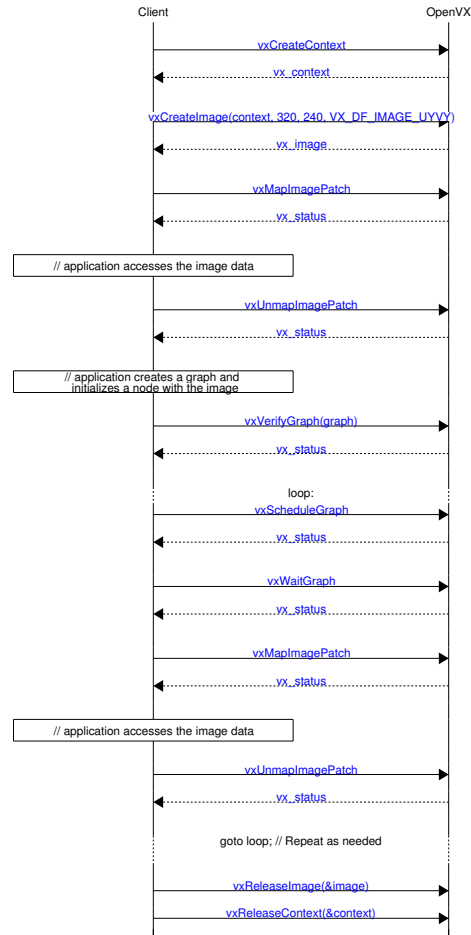 Client OpenVX
vxCreateContext
vx_context
vxCreateImage(context, 320, 240, VX_DF_IMAGE_UYVY)
vx_image
vxMapImagePatch
vx_status
// application accesses the image data
vxUnmapImagePatch
vx_status
// application creates a graph and
initializes a node with the image
vxVerifyGraph(graph)
vx_status
loop:
vxScheduleGraph
vx_status
vxWaitGraph
vx_status
vxMapImagePatch
vx_status
// application accesses the image data
vxUnmapImagePatch
vx_status
goto loop; // Repeat as needed
vxReleaseImage(&image)
vxReleaseContext(&context)